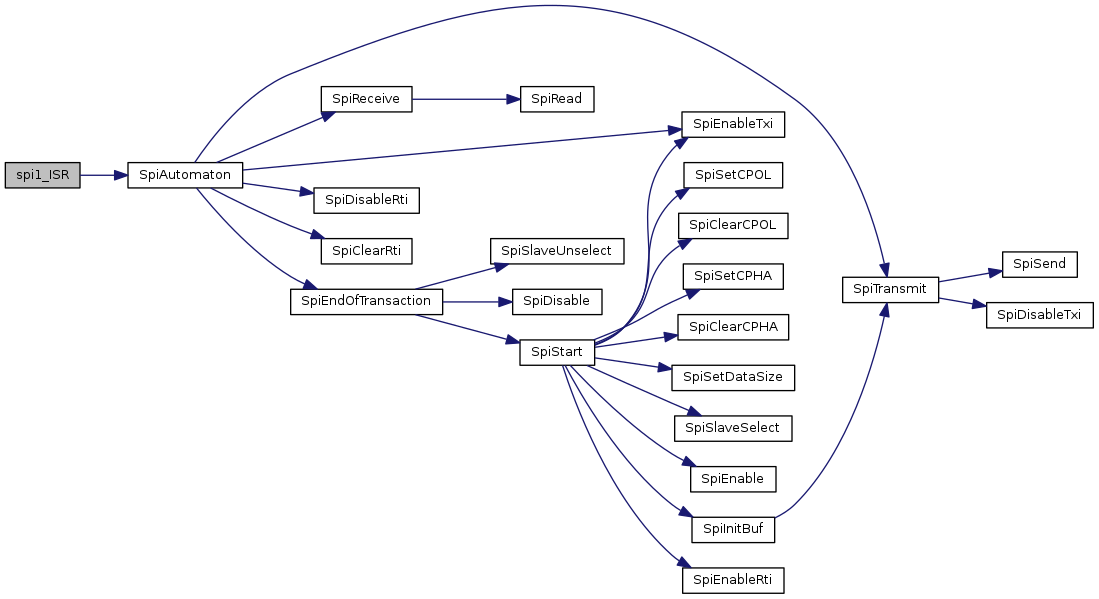 spi1_ISR
SpiAutomaton
SpiReceive
SpiRead
SpiEnableTxi
SpiSetCPOL
SpiDisableRti
SpiClearCPOL
SpiClearRti
SpiSlaveUnselect
SpiSetCPHA
SpiEndOfTransaction
SpiDisable
SpiClearCPHA
SpiStart
SpiSetDataSize
SpiSlaveSelect
SpiEnable
SpiInitBuf
SpiEnableRti
SpiTransmit
SpiSend
SpiDisableTxi